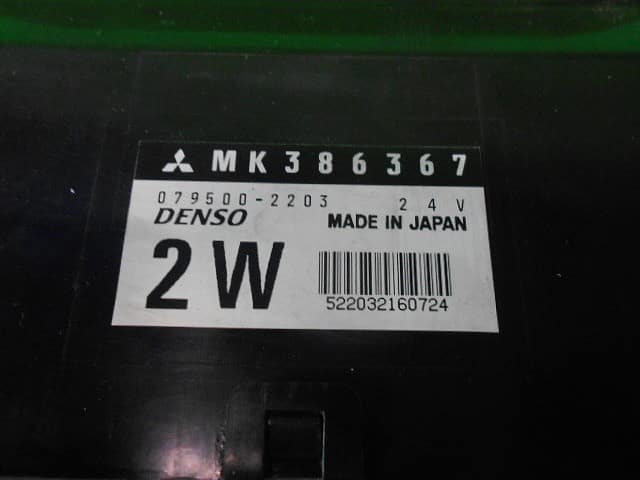 MK386367
079500-2203 24V
DENSO MADE IN JAPAN
2W
522032160724